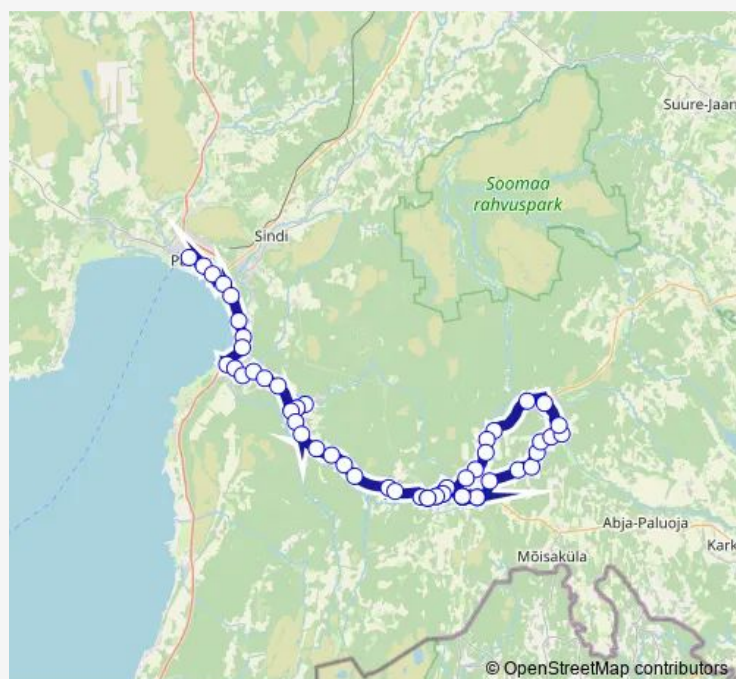 Suure-Jaan
Soomaa
rahvuspark
Sindi
P
Abja-Paluoja
Kark
Mõisaküla
© OpenStreetMap contributors